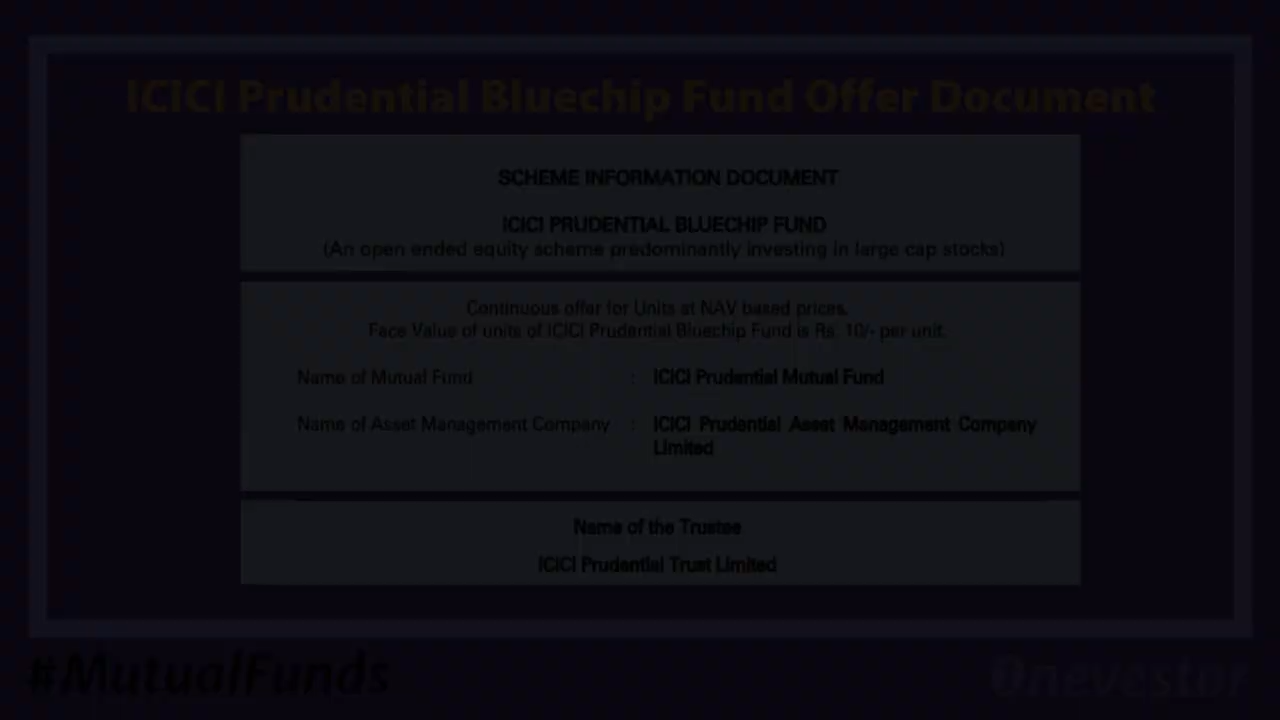 ICICI Prudential Bluechip Fund Offer Document
SCHEME INFORMATION DOCUMENT
ICICI PRUDENTIAL BLUECHIP FUND
(An open ended equity scheme predominantly investing in large cap stocks)
Continuous offer for Units at NAV based prices.
Face Value of units of ICICI Prudential Bluechip Fund is Rs. 10/- per unit.
Name of Mutual Fund : ICICI Prudential Mutual Fund
Name of Asset Management Company : ICICI Prudential Asset Management Company
Limited
Name of the Trustee
ICICI Prudential Trust Limited
#MutualFunds
Onevestor